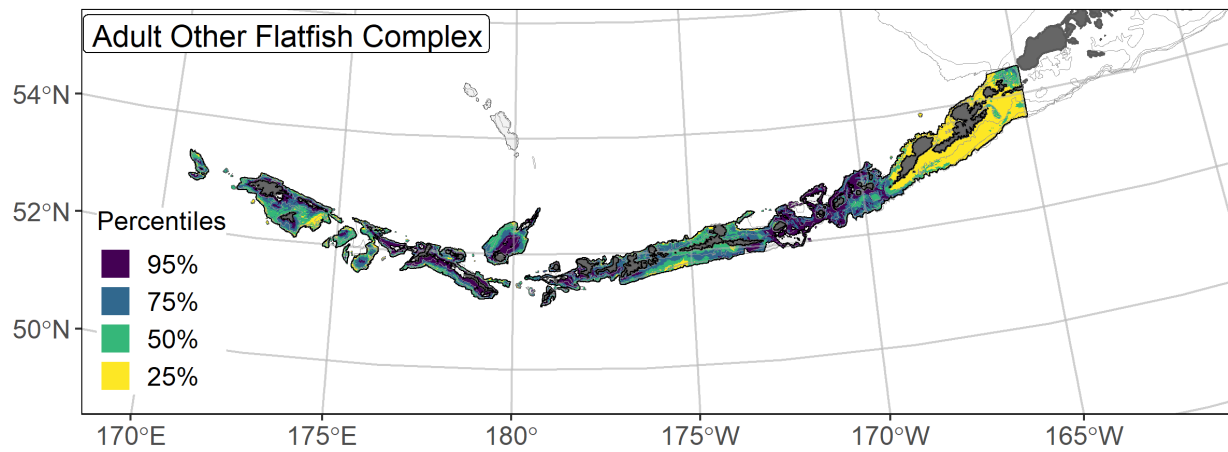 Adult Other Flatfish Complex
54°N
52°N
50°N
Percentiles
95%
75%
50%
25%
170°E
175°E
180°
175°W
170°W
165°W